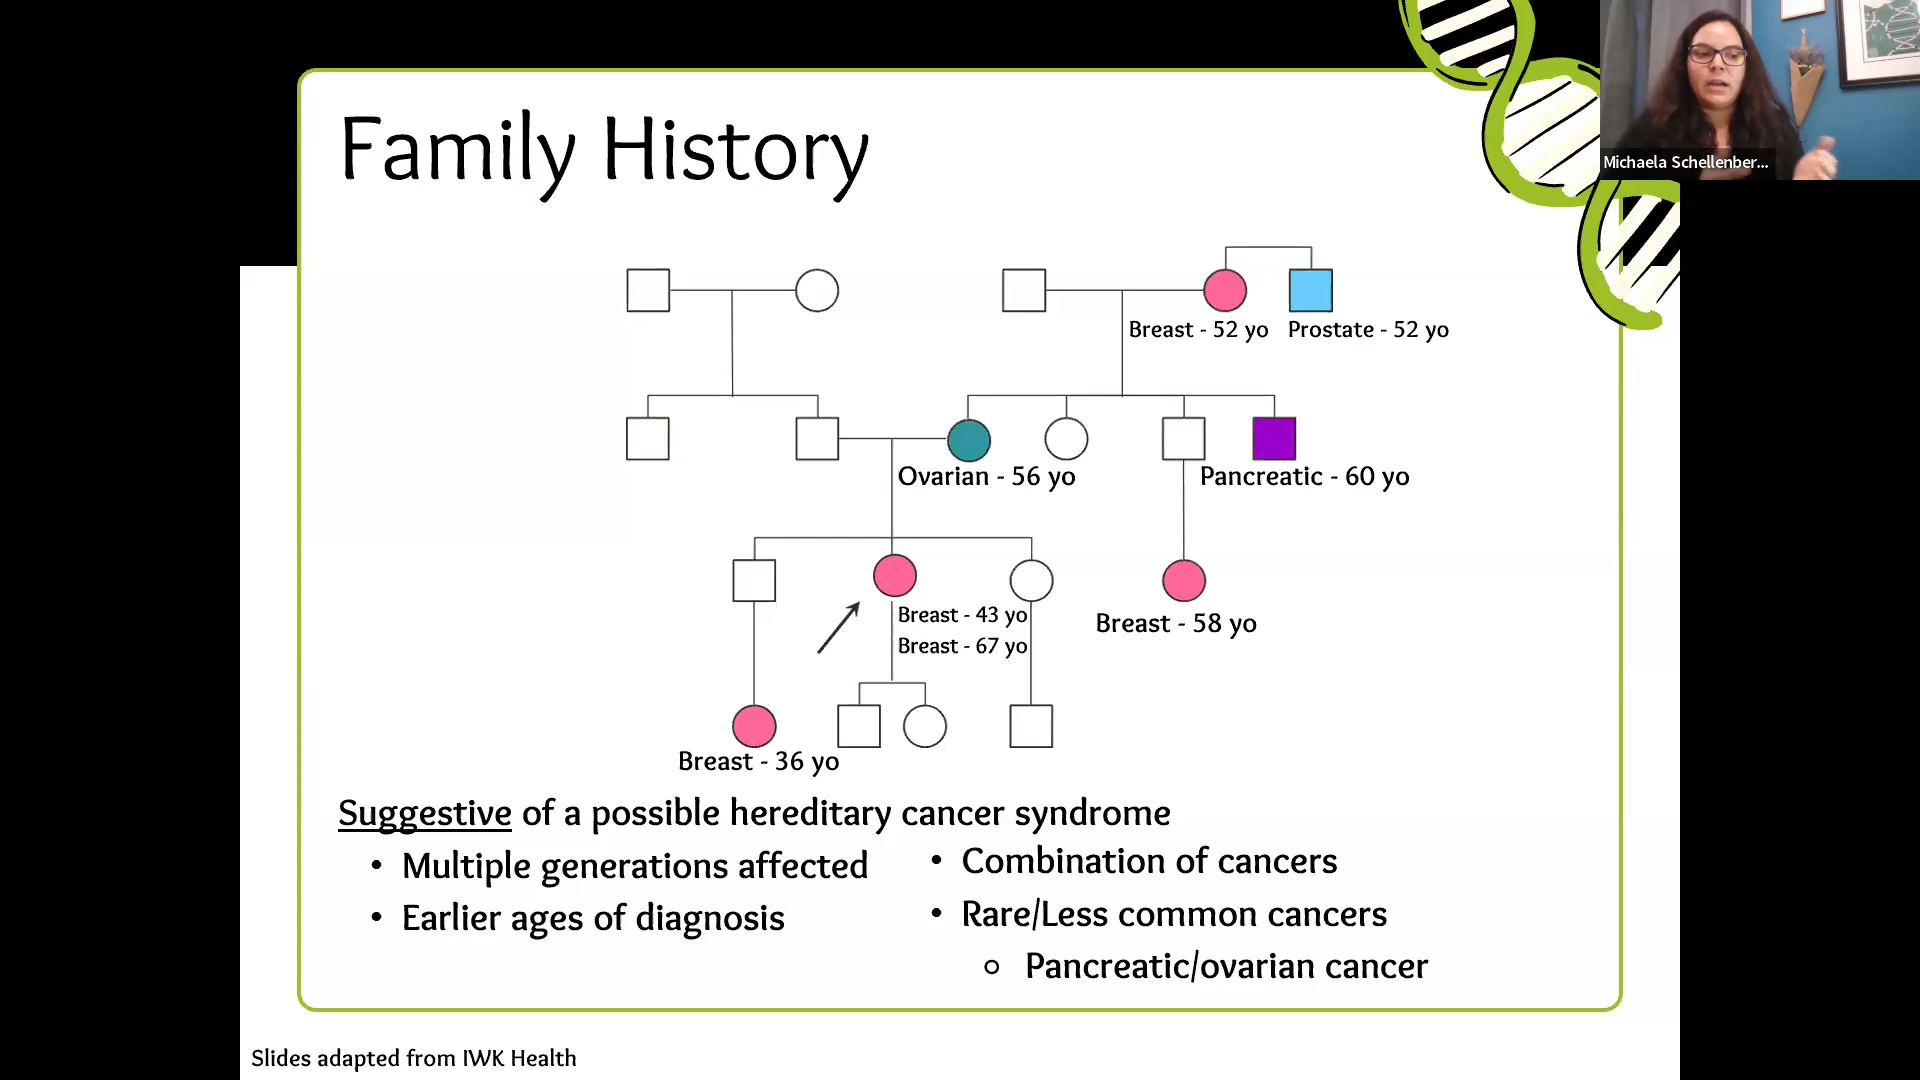 Family History
Michaela Schellenber...
Breast - 52 yo
Prostate - 52 yo
Ovarian - 56 yo
Pancreatic - 60 yo
Breast - 43 yo
Breast - 67 yo
Breast - 58 yo
Breast - 36 yo
Suggestive of a possible hereditary cancer syndrome
• Multiple generations affected
• Earlier ages of diagnosis
• Combination of cancers
• Rare/Less common cancers
○ Pancreatic/ovarian cancer
Slides adapted from IWK Health